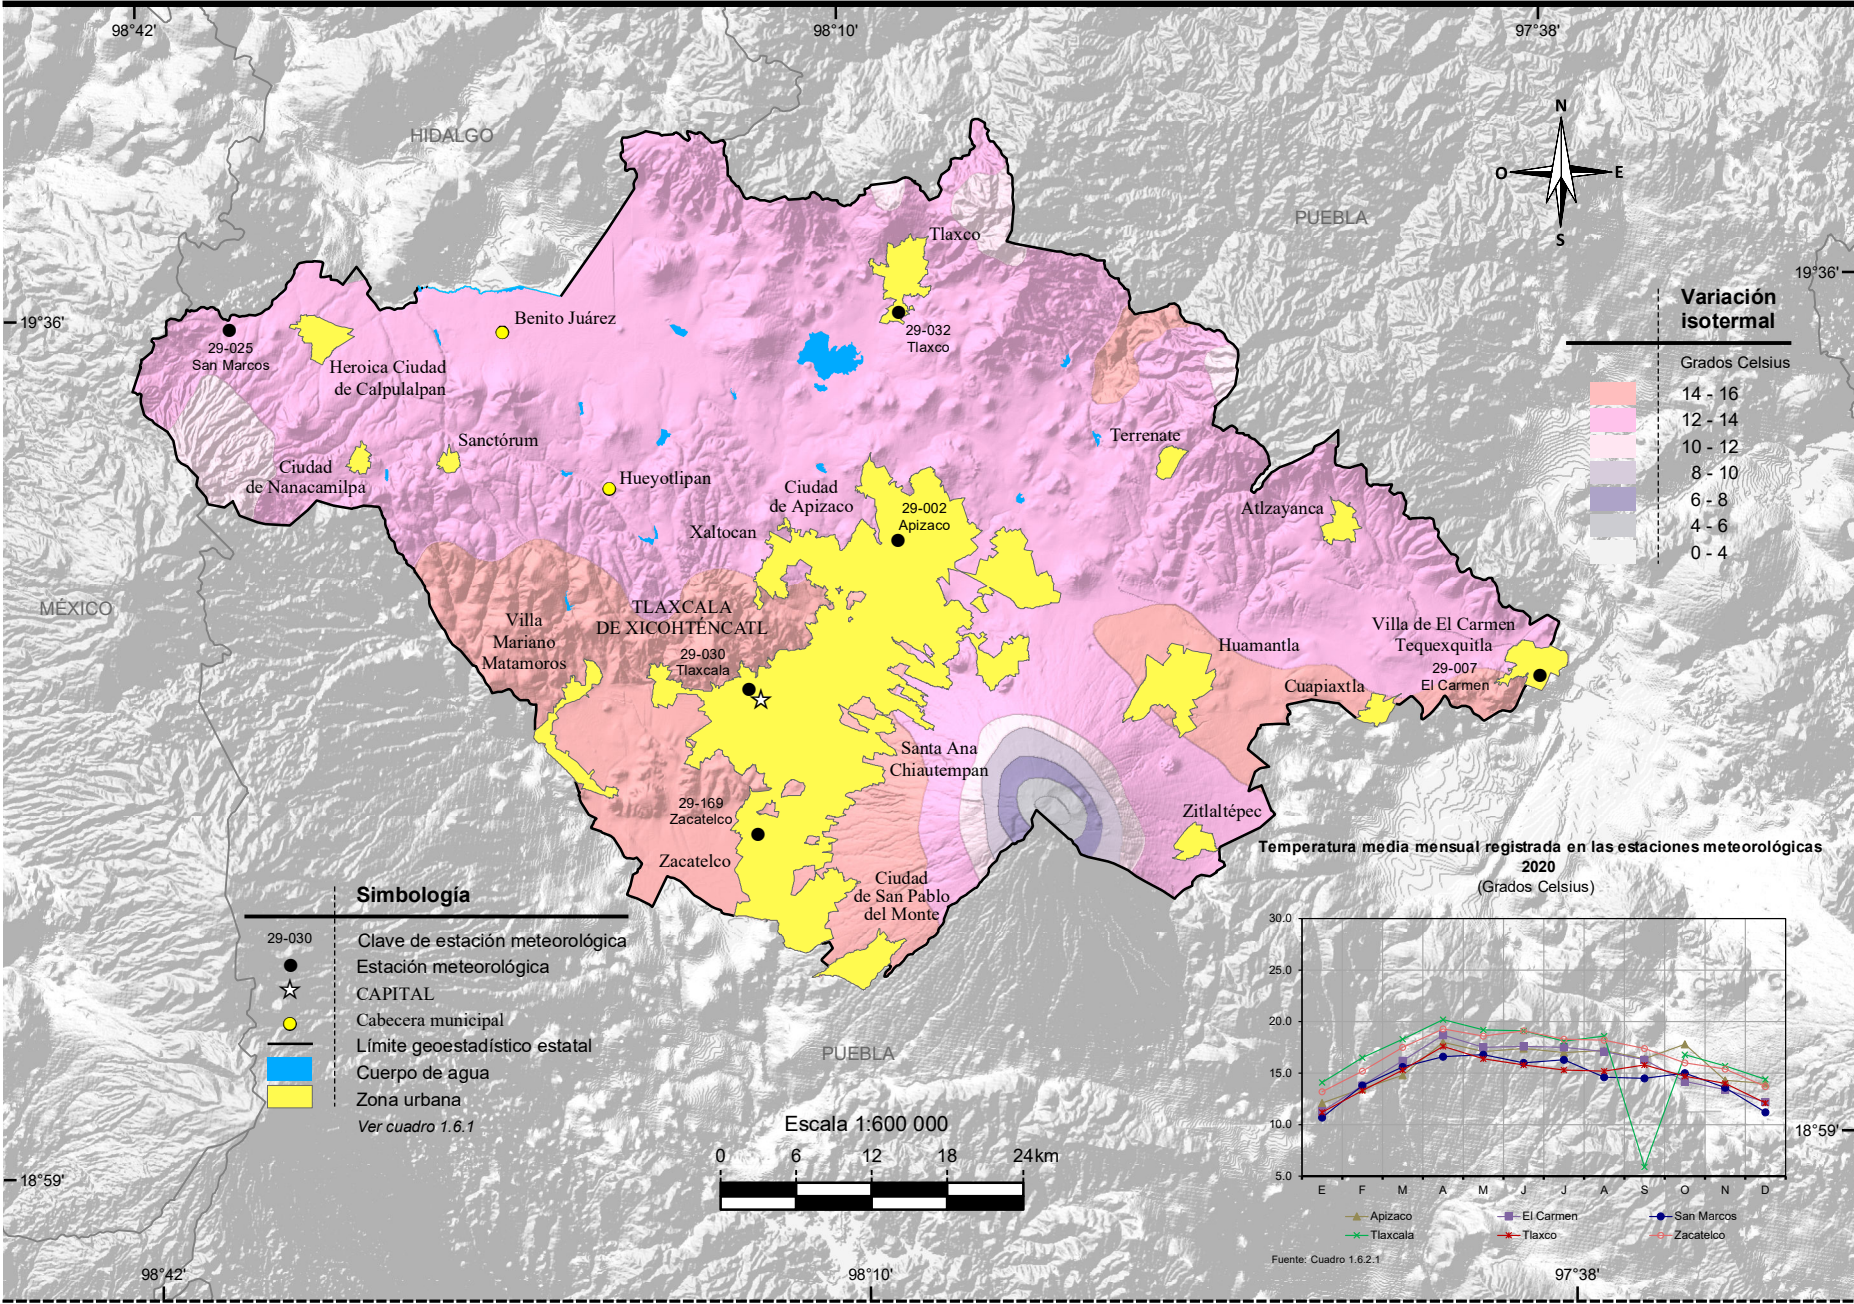 98°42'
98°10'
97°38'
HIDALGO
N
O
E
S
PUEBLA
Tlaxco
19°36'
19°36'
Variación
isotermal
Grados Celsius
14 - 16
12 - 14
10 - 12
8 - 10
6 - 8
4 - 6
0 - 4
Benito Juárez
29-032
Tlaxco
29-025
San Marcos
Heroica Ciudad
de Calpulalpan
Terrenate
Sanctórum
Ciudad
de Nanacamilpa
Hueyotlipan
Ciudad
de Apizaco
29-002
Apizaco
Atlzayanca
Xaltocan
MÉXICO
TLAXCALA
DE XICOHTÉNCATL
Villa
Mariano
Matamoros
29-030
Tlaxcala
Huamantla
Villa de El Carmen
Tequexquitla
29-007
El Carmen
Cuapiaxtla
Santa Ana
Chiautempan
29-169
Zacatelco
Zitlaltépec
Zacatelco
Ciudad
de San Pablo
del Monte
Simbología
29-030
Clave de estación meteorológica
Estación meteorológica
CAPITAL
Cabecera municipal
Límite geoestadístico estatal
Cuerpo de agua
Zona urbana
Ver cuadro 1.6.1
PUEBLA
Escala 1:600 000
0 6 12 18 24 km
Temperatura media mensual registrada en las estaciones meteorológicas
2020
(Grados Celsius)
30.0
25.0
20.0
15.0
10.0
5.0
E F M A M J J A S O N D
Apizaco El Carmen San Marcos
Tlaxcala Tlaxco Zacatelco
Fuente: Cuadro 1.6.2.1
18°59'
18°59'
98°42'
98°10'
97°38'